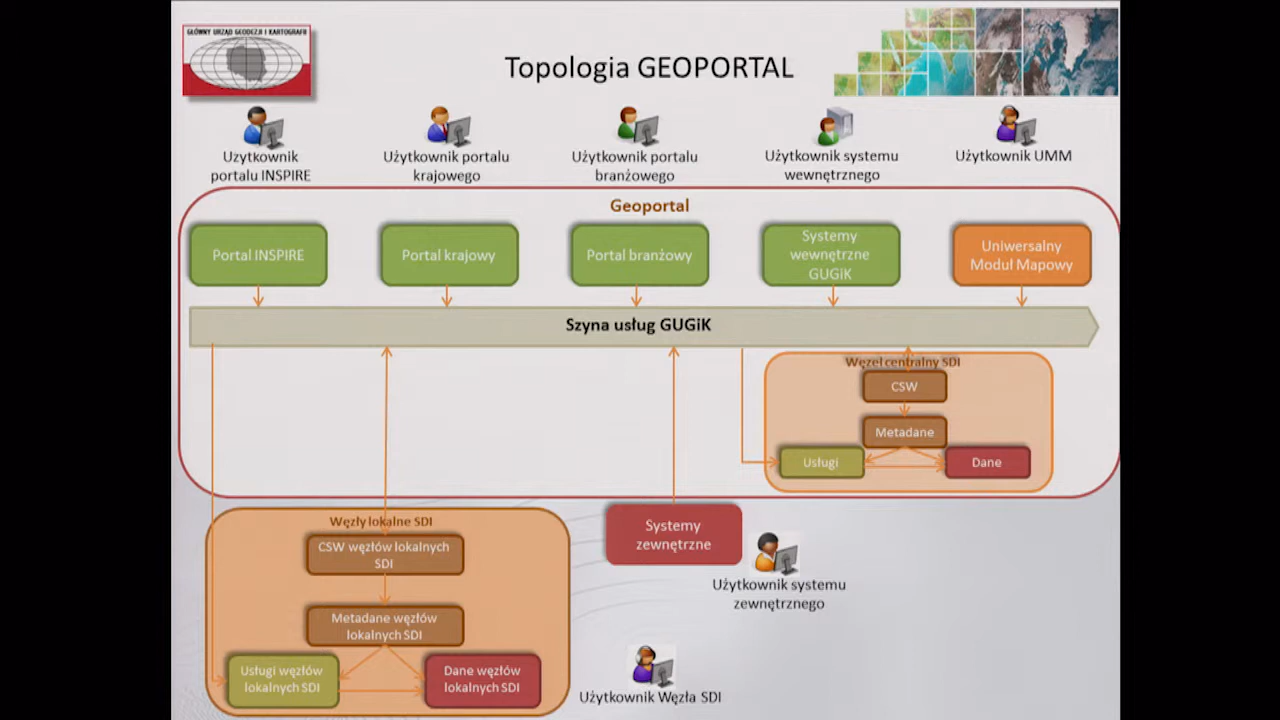 GŁÓWNY URZĄD GEODEZJI I KARTOGRAFII
Topologia GEOPORTAL
Uzytkownik
portalu INSPIRE
Użytkownik portalu
krajowego
Użytkownik portalu
branżowego
Użytkownik systemu
wewnętrznego
Użytkownik UMM
Geoportal
Portal INSPIRE
Portal krajowy
Portal branżowy
Systemy
wewnętrzne
GUGiK
Uniwersalny
Moduł Mapowy
Szyna usług GUGiK
Węzeł centralny SDI
CSW
Metadane
Usługi
Dane
Węzły lokalne SDI
CSW węzłów lokalnych
SDI
Metadane węzłów
lokalnych SDI
Usługi węzłów
lokalnych SDI
Dane węzłów
lokalnych SDI
Systemy
zewnętrzne
Użytkownik systemu
zewnętrznego
Użytkownik Węzła SDI